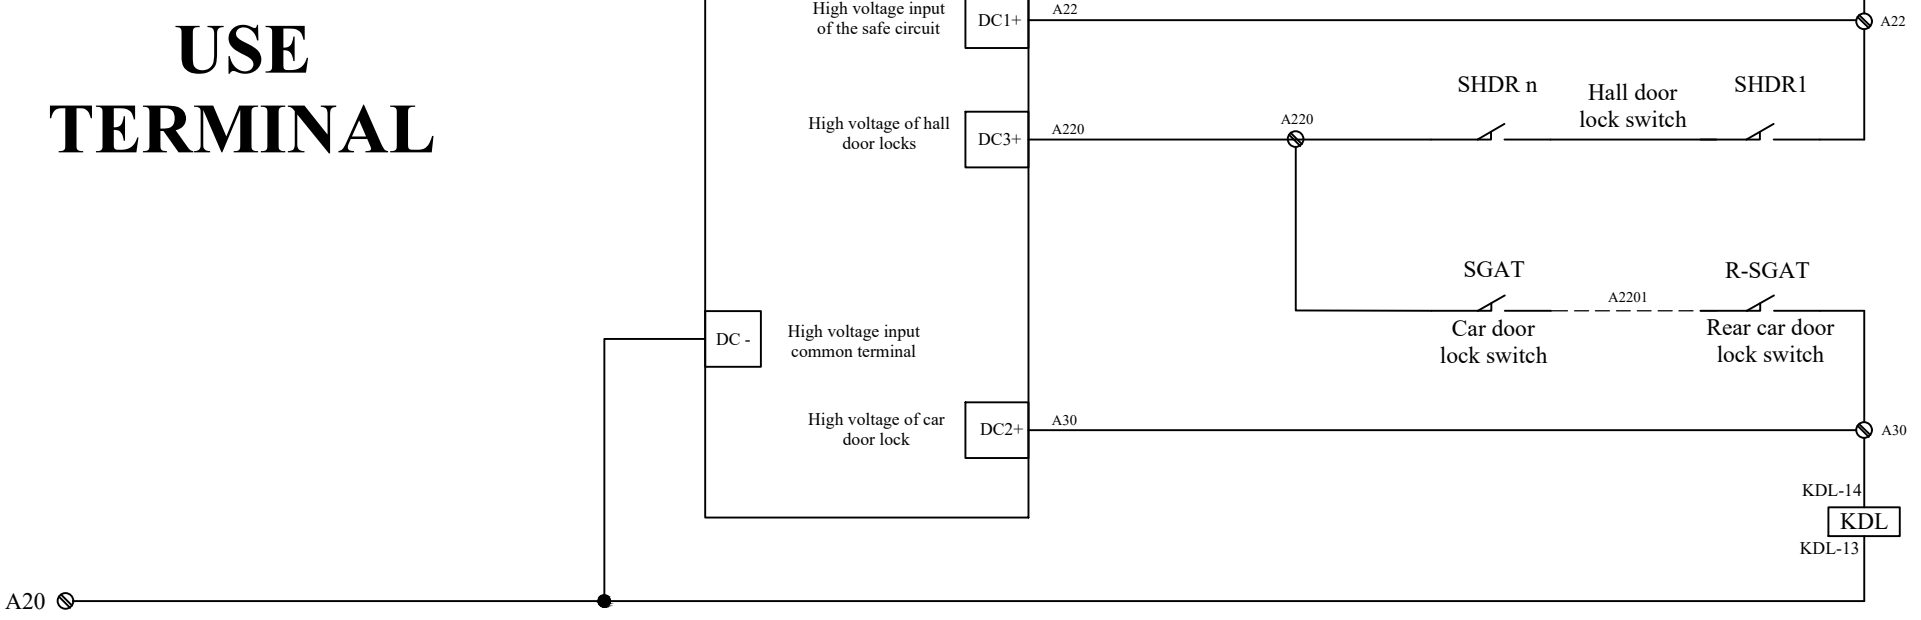 USE
TERMINAL
High voltage input
of the safe circuit
DC1+
A22
A22
High voltage of hall
door locks
DC3+
A220
A220
SHDR n
Hall door
lock switch
SHDR1
SGAT
A2201
R-SGAT
Car door
lock switch
Rear car door
lock switch
DC -
High voltage input
common terminal
High voltage of car
door lock
DC2+
A30
A30
KDL-14
KDL
KDL-13
A20